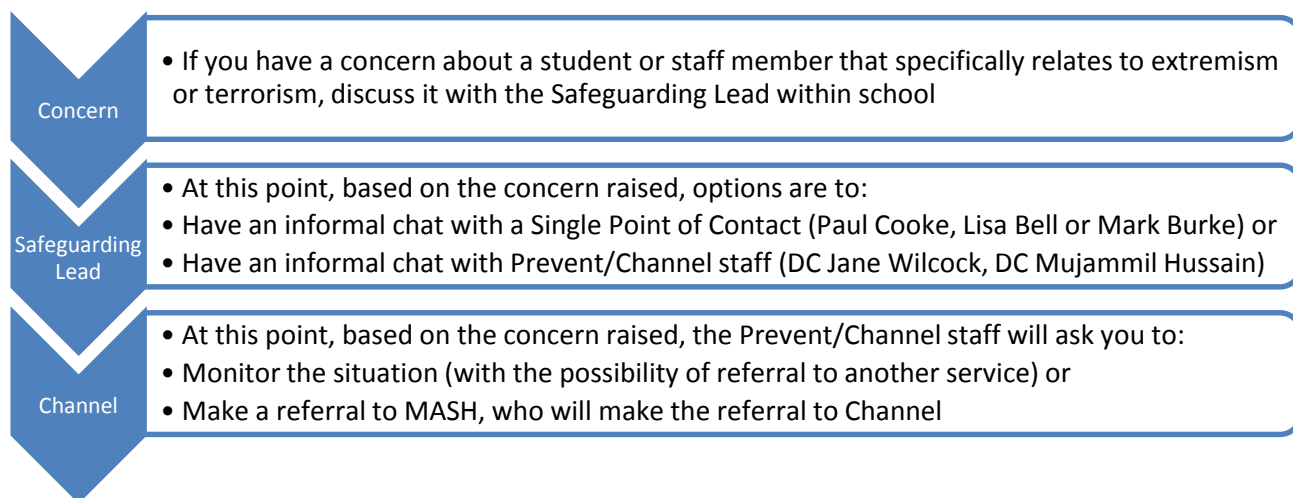 Concern
• If you have a concern about a student or staff member that specifically relates to extremism
or terrorism, discuss it with the Safeguarding Lead within school
Safeguarding
Lead
• At this point, based on the concern raised, options are to:
• Have an informal chat with a Single Point of Contact (Paul Cooke, Lisa Bell or Mark Burke) or
• Have an informal chat with Prevent/Channel staff (DC Jane Wilcock, DC Mujammil Hussain)
Channel
• At this point, based on the concern raised, the Prevent/Channel staff will ask you to:
• Monitor the situation (with the possibility of referral to another service) or
• Make a referral to MASH, who will make the referral to Channel